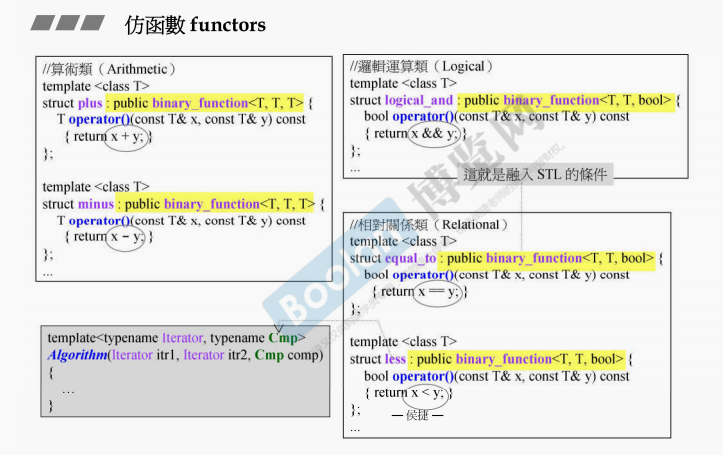 仿函數 functors
//算術類（Arithmetic）
template <class T>
struct plus : public binary_function<T, T, T> {
T operator()(const T& x, const T& y) const
{ return x + y; }
};
template <class T>
struct minus : public binary_function<T, T, T> {
T operator()(const T& x, const T& y) const
{ return x − y; }
};
...
//邏輯運算類（Logical）
template <class T>
struct logical_and : public binary_function<T, T, bool> {
bool operator()(const T& x, const T& y) const
{ return x && y; }
};
...
這就是融入 STL 的條件
//相對關係類（Relational）
template <class T>
struct equal_to : public binary_function<T, T, bool> {
bool operator()(const T& x, const T& y) const
{ return x == y; }
};
template <class T>
struct less : public binary_function<T, T, bool> {
bool operator()(const T& x, const T& y) const
{ return x < y; }
};
...
template<typename Iterator, typename Cmp>
Algorithm(Iterator itr1, Iterator itr2, Cmp comp)
{
...
}
— 侯捷 —
Boolan 博览网